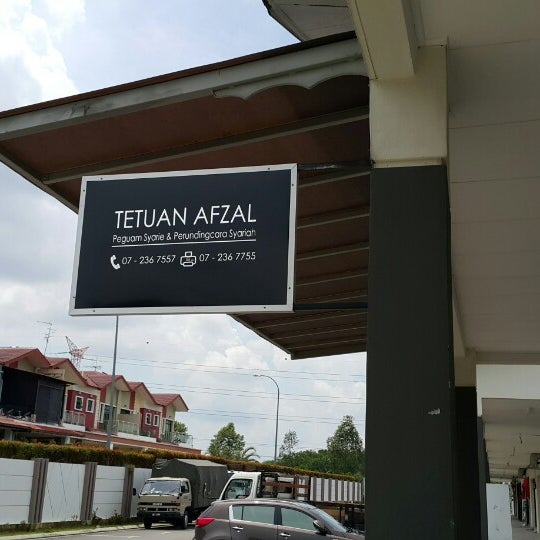 TETUAN AFZAL
Peguam Syarie & Perundingcara Syariah
07 - 236 7557 07 - 236 7755